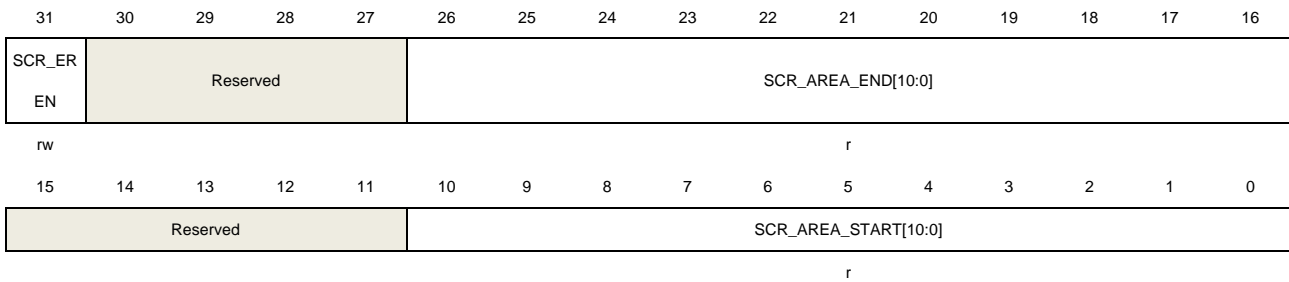 31 30 29 28 27 26 25 24 23 22 21 20 19 18 17 16
SCR_ER
EN
Reserved
SCR_AREA_END[10:0]
rw r
15 14 13 12 11 10 9 8 7 6 5 4 3 2 1 0
Reserved SCR_AREA_START[10:0]
r